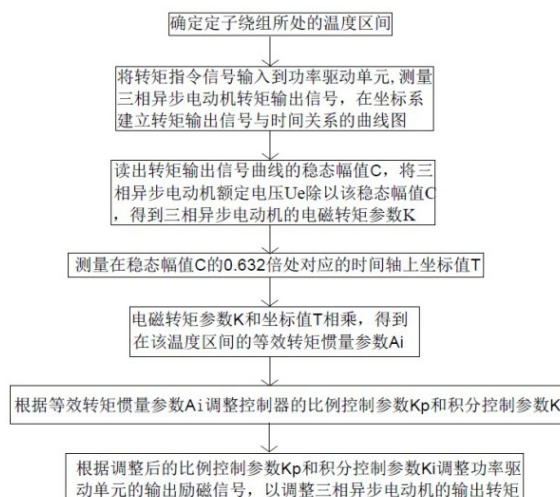 确定定子绕组所处的温度区间
将转矩指令信号输入到功率驱动单元,测量
三相异步电动机转矩输出信号，在坐标系
建立转矩输出信号与时间关系的曲线图
读出转矩输出信号曲线的稳态幅值C，将三
相异步电动机额定电压Ue除以该稳态幅值C
，得到三相异步电动机的电磁转矩参数K
测量在稳态幅值C的0.632倍处对应的时间轴上坐标值T
电磁转矩参数K和坐标值T相乘，得到
在该温度区间的等效转矩惯量参数Ai
根据等效转矩惯量参数Ai调整控制器的比例控制参数Kp和积分控制参数K
根据调整后的比例控制参数Kp和积分控制参数Ki调整功率驱
动单元的输出励磁信号，以调整三相异步电动机的输出转矩